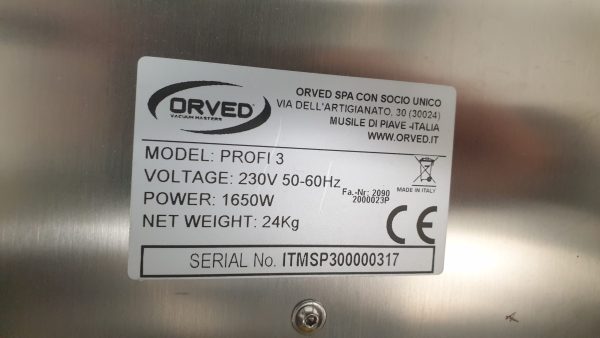 ORVED
VACUUM MASTERS
ORVED SPA CON SOCIO UNICO
VIA DELL'ARTIGIANATO, 30 (30024)
MUSILE DI PIAVE -ITALIA
WWW.ORVED.IT
MODEL: PROFI 3
VOLTAGE: 230V 50-60Hz
Fa.-Nr: 2090
2000023P
MADE IN ITALY
POWER: 1650W
NET WEIGHT: 24Kg
CE
SERIAL No. ITMSP300000317